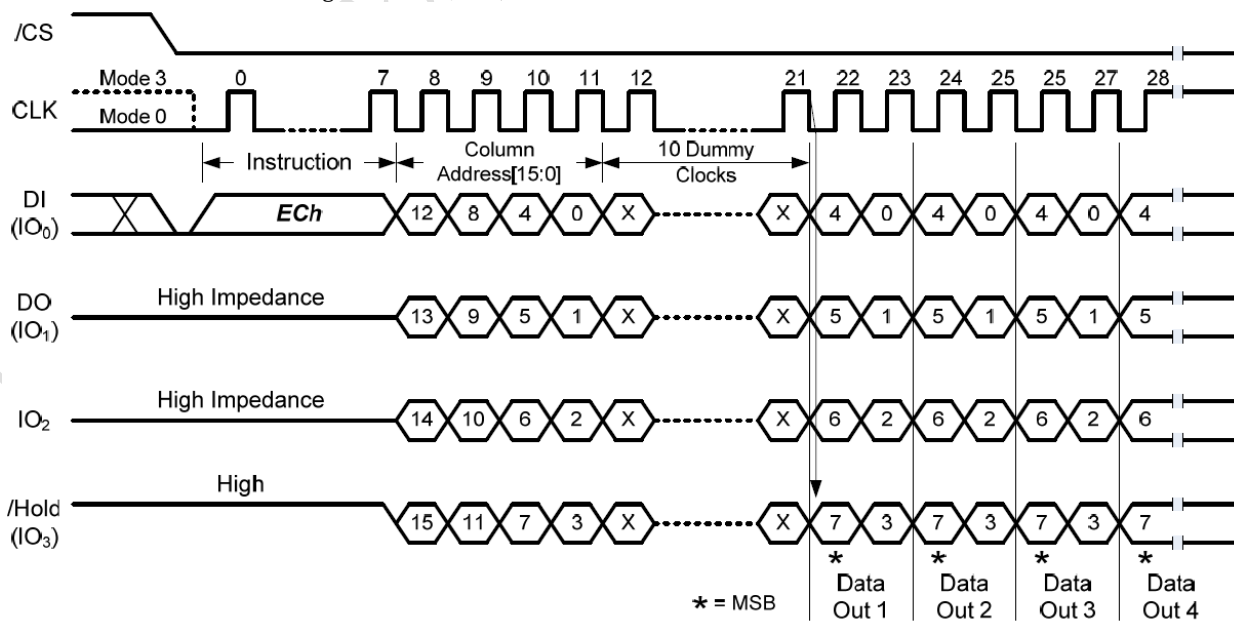 /CS
Mode 3 0 7 8 9 10 11 12 21 22 23 24 25 25 27 28
CLK
Mode 0
Instruction
Column
Address[15:0]
10 Dummy
Clocks
DI
(IO0)
ECh 12 8 4 0 X X 4 0 4 0 4 0 4
High Impedance
DO
(IO1)
13 9 5 1 X X 5 1 5 1 5 1 5
High Impedance
IO2 14 10 6 2 X X 6 2 6 2 6 2 6
High
/Hold
(IO3)
15 11 7 3 X X 7 3 7 3 7 3 7
* * * *
* = MSB
Data
Out 1
Data
Out 2
Data
Out 3
Data
Out 4